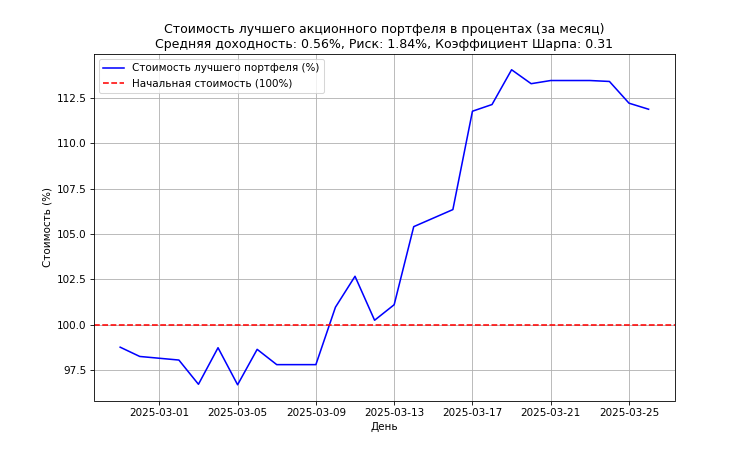 Стоимость лучшего акционного портфеля в процентах (за месяц)
Средняя доходность: 0.56%, Риск: 1.84%, Коэффициент Шарпа: 0.31
Стоимость лучшего портфеля (%)
Начальная стоимость (100%)
Стоимость (%)
112.5
110.0
107.5
105.0
102.5
100.0
97.5
2025-03-01 2025-03-05 2025-03-09 2025-03-13 2025-03-17 2025-03-21 2025-03-25
День